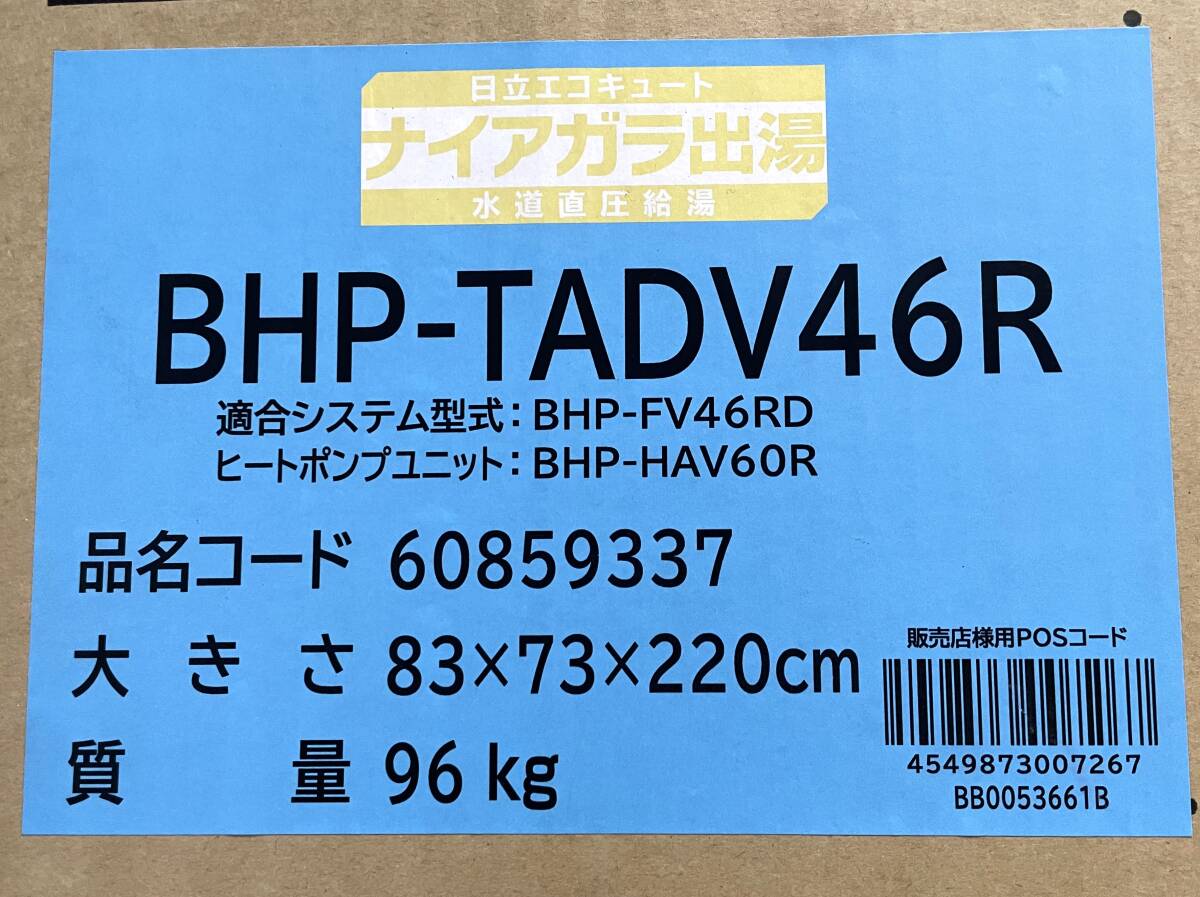 日立エコキュート
ナイアガラ出湯
水道直圧給湯
BHP-TADV46R
適合システム型式：BHP-FV46RD
ヒートポンプユニット：BHP-HAV60R
品名コード 60859337
大きさ 83×73×220cm
質量 96kg
販売店様用POSコード
4549873007267
BB0053661B